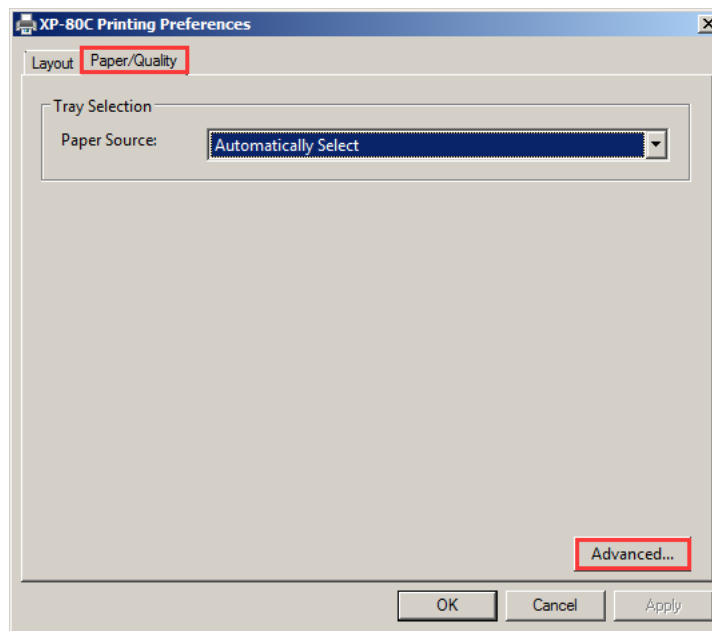 XP-80C Printing Preferences
Layout Paper/Quality
Tray Selection
Paper Source: Automatically Select
Advanced...
OK Cancel Apply